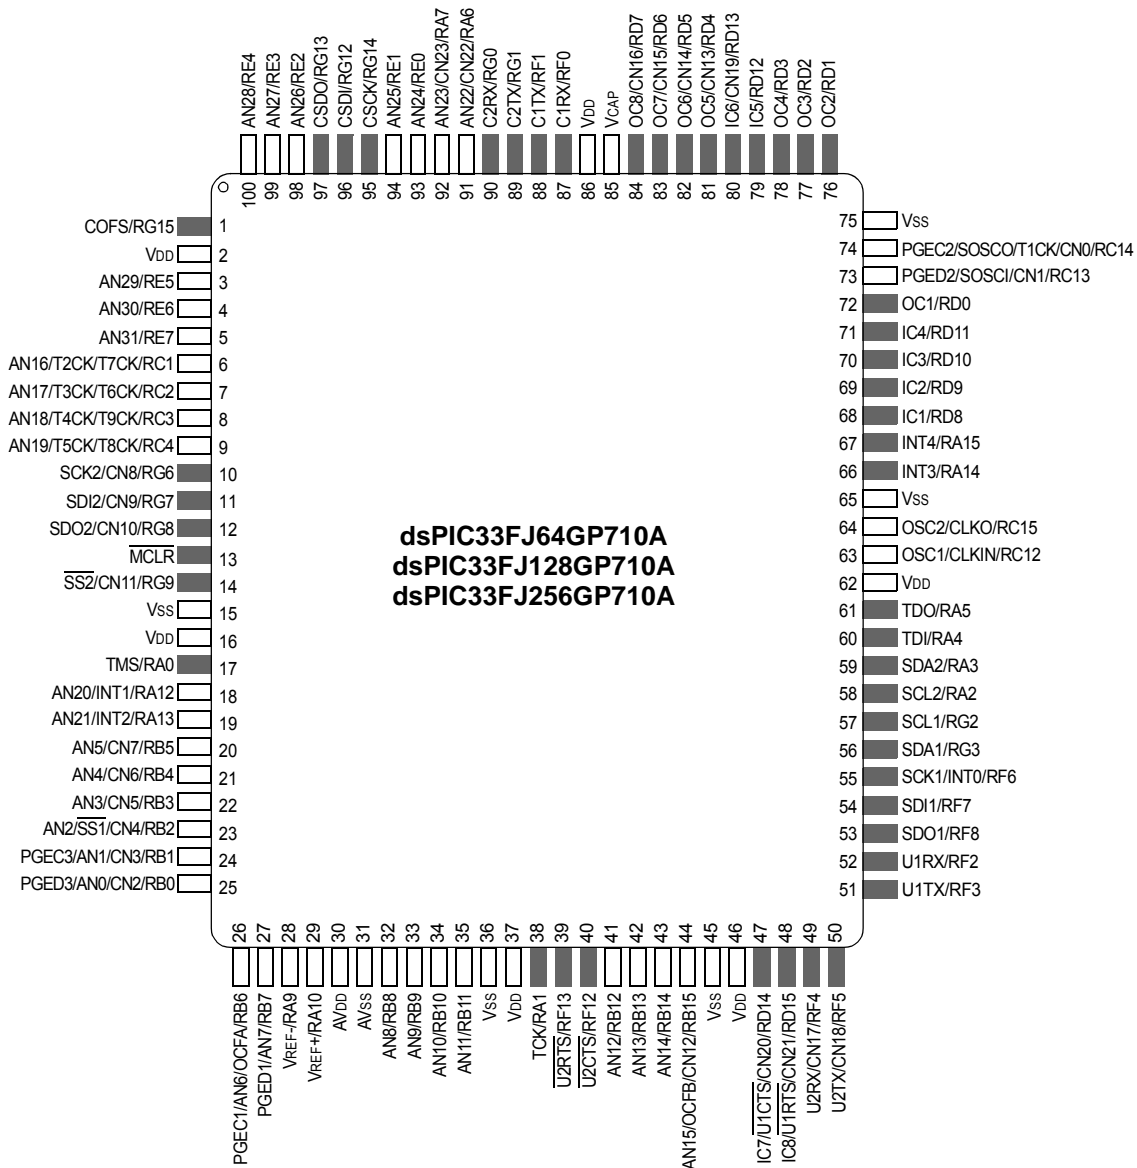 AN28/RE4
AN27/RE3
AN26/RE2
CSDO/RG13
CSDI/RG12
CSCK/RG14
AN25/RE1
AN24/RE0
AN23/CN23/RA7
AN22/CN22/RA6
C2RX/RG0
C2TX/RG1
C1TX/RF1
C1RX/RF0
VDD
VCAP
OC8/CN16/RD7
OC7/CN15/RD6
OC6/CN14/RD5
OC5/CN13/RD4
IC6/CN19/RD13
IC5/RD12
OC4/RD3
OC3/RD2
OC2/RD1
100 99 98 97 96 95 94 93 92 91 90 89 88 87 86 85 84 83 82 81 80 79 78 77 76
COFS/RG15 1
VDD 2
AN29/RE5 3
AN30/RE6 4
AN31/RE7 5
AN16/T2CK/T7CK/RC1 6
AN17/T3CK/T6CK/RC2 7
AN18/T4CK/T9CK/RC3 8
AN19/T5CK/T8CK/RC4 9
SCK2/CN8/RG6 10
SDI2/CN9/RG7 11
SDO2/CN10/RG8 12
MCLR 13
SS2/CN11/RG9 14
VSS 15
VDD 16
TMS/RA0 17
AN20/INT1/RA12 18
AN21/INT2/RA13 19
AN5/CN7/RB5 20
AN4/CN6/RB4 21
AN3/CN5/RB3 22
AN2/SS1/CN4/RB2 23
PGEC3/AN1/CN3/RB1 24
PGED3/AN0/CN2/RB0 25
dsPIC33FJ64GP710A
dsPIC33FJ128GP710A
dsPIC33FJ256GP710A
75 VSS
74 PGEC2/SOSCO/T1CK/CN0/RC14
73 PGED2/SOSCI/CN1/RC13
72 OC1/RD0
71 IC4/RD11
70 IC3/RD10
69 IC2/RD9
68 IC1/RD8
67 INT4/RA15
66 INT3/RA14
65 VSS
64 OSC2/CLKO/RC15
63 OSC1/CLKIN/RC12
62 VDD
61 TDO/RA5
60 TDI/RA4
59 SDA2/RA3
58 SCL2/RA2
57 SCL1/RG2
56 SDA1/RG3
55 SCK1/INT0/RF6
54 SDI1/RF7
53 SDO1/RF8
52 U1RX/RF2
51 U1TX/RF3
26 27 28 29 30 31 32 33 34 35 36 37 38 39 40 41 42 43 44 45 46 47 48 49 50
PGEC1/AN6/OCFA/RB6
PGED1/AN7/RB7
VREF-/RA9
VREF+/RA10
AVDD
AVSS
AN8/RB8
AN9/RB9
AN10/RB10
AN11/RB11
VSS
VDD
TCK/RA1
U2RTS/RF13
U2CTS/RF12
AN12/RB12
AN13/RB13
AN14/RB14
AN15/OCFB/CN12/RB15
VSS
VDD
IC7/U1CTS/CN20/RD14
IC8/U1RTS/CN21/RD15
U2RX/CN17/RF4
U2TX/CN18/RF5